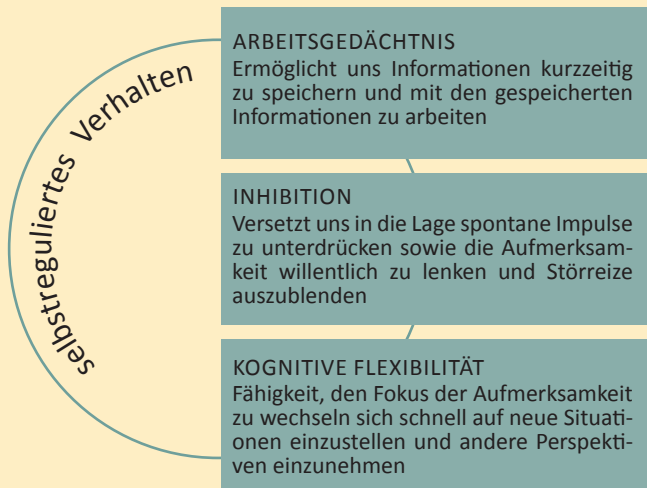 selbstreguliertes Verhalten
ARBEITSGEDÄCHTNIS
Ermöglicht uns Informationen kurzzeitig
zu speichern und mit den gespeicherten
Informationen zu arbeiten
INHIBITION
Versetzt uns in die Lage spontane Impulse
zu unterdrücken sowie die Aufmerksam-
keit willentlich zu lenken und Störreize
auszublenden
KOGNITIVE FLEXIBILITÄT
Fähigkeit, den Fokus der Aufmerksamkeit
zu wechseln sich schnell auf neue Situati-
onen einzustellen und andere Perspekti-
ven einzunehmen